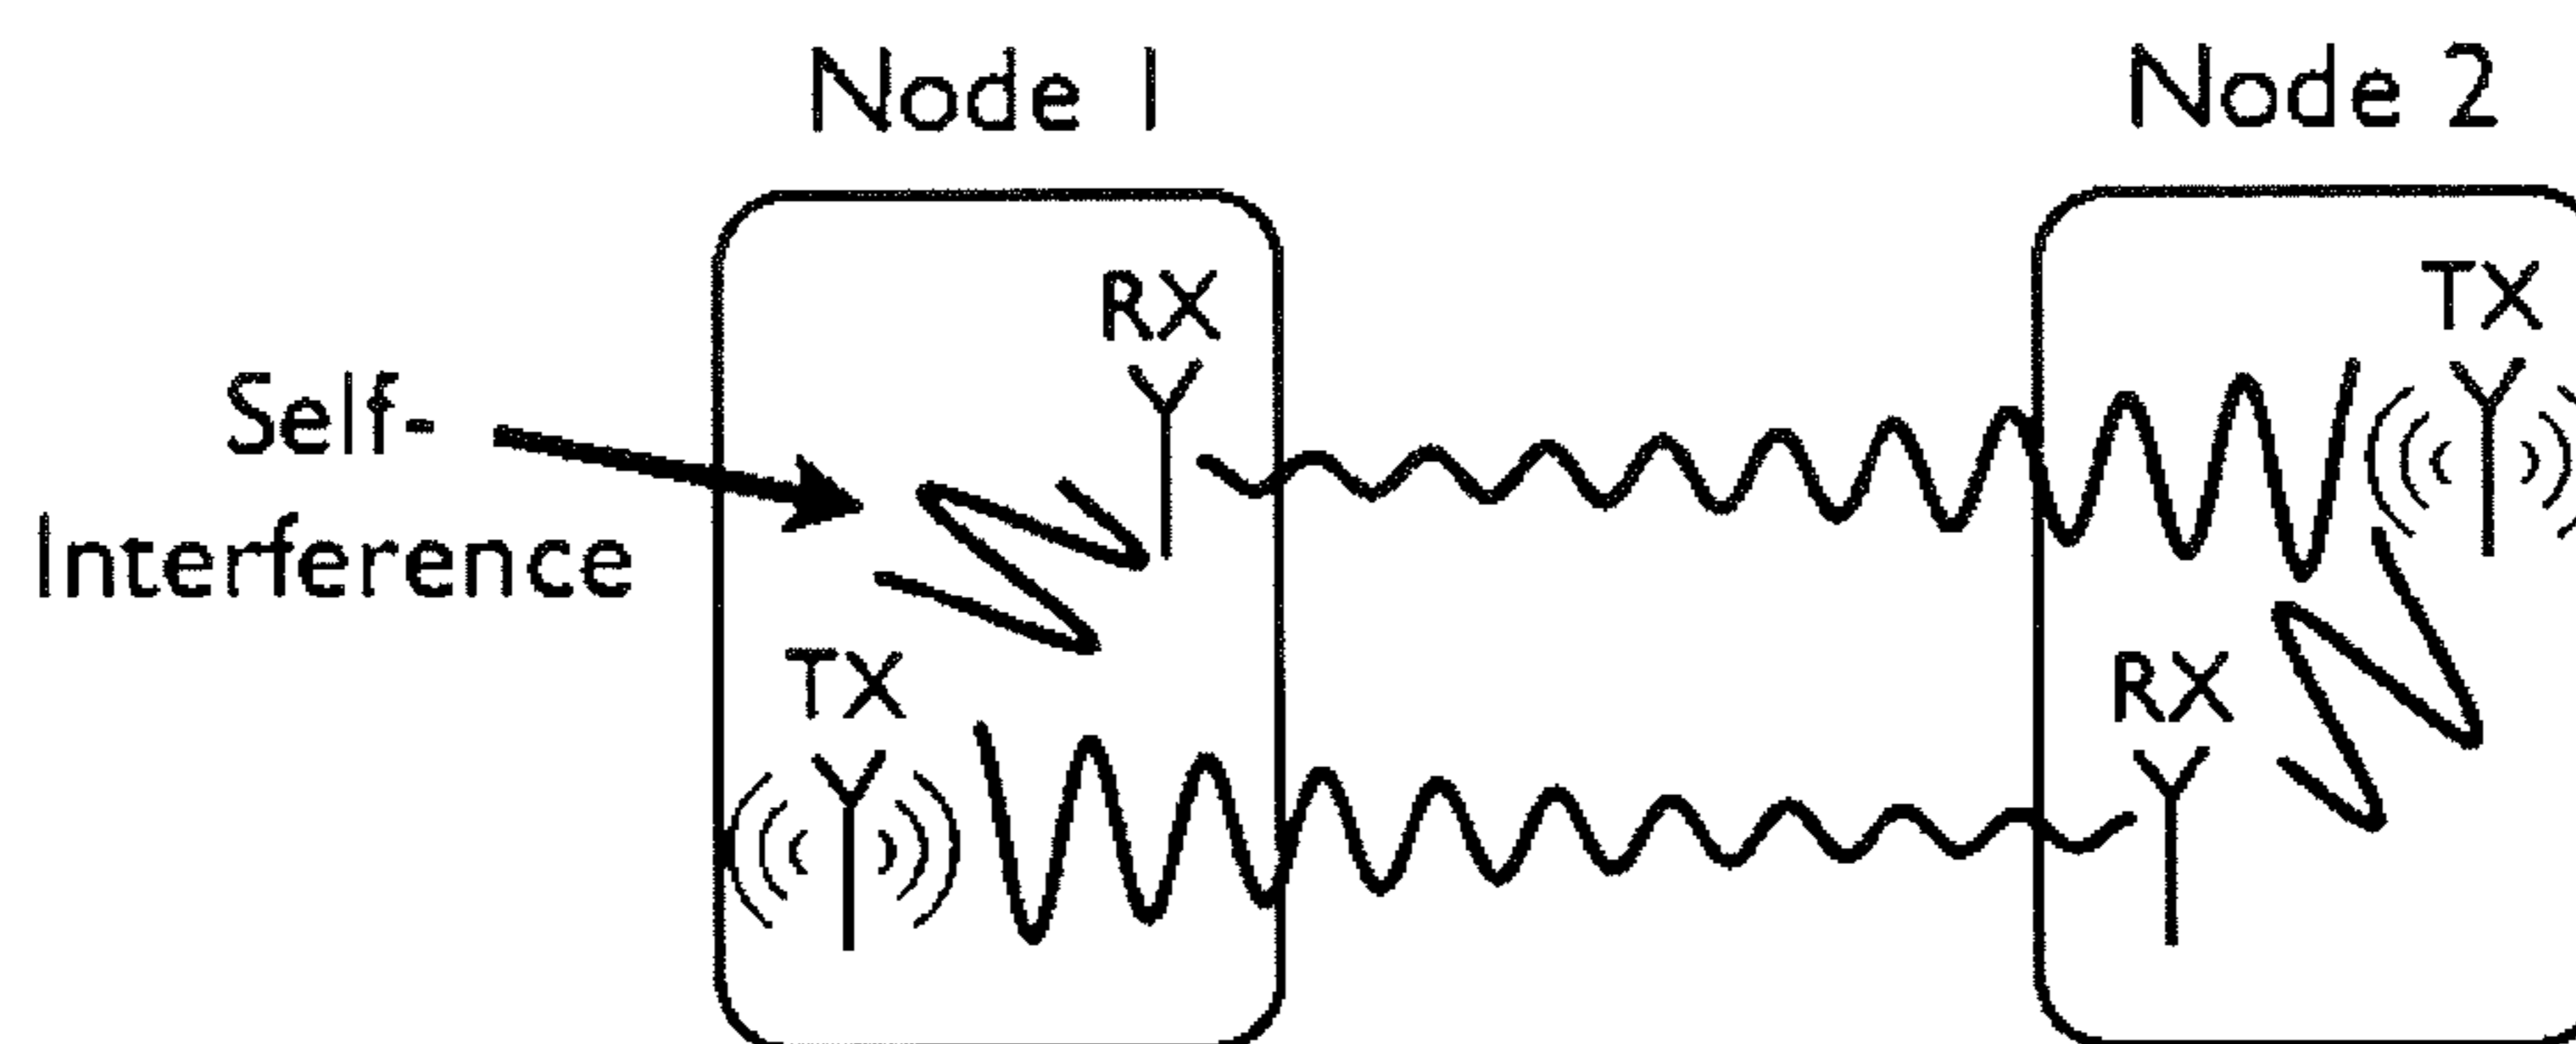 Node 1
Node 2
RX
TX
Self-
Interference
TX
RX